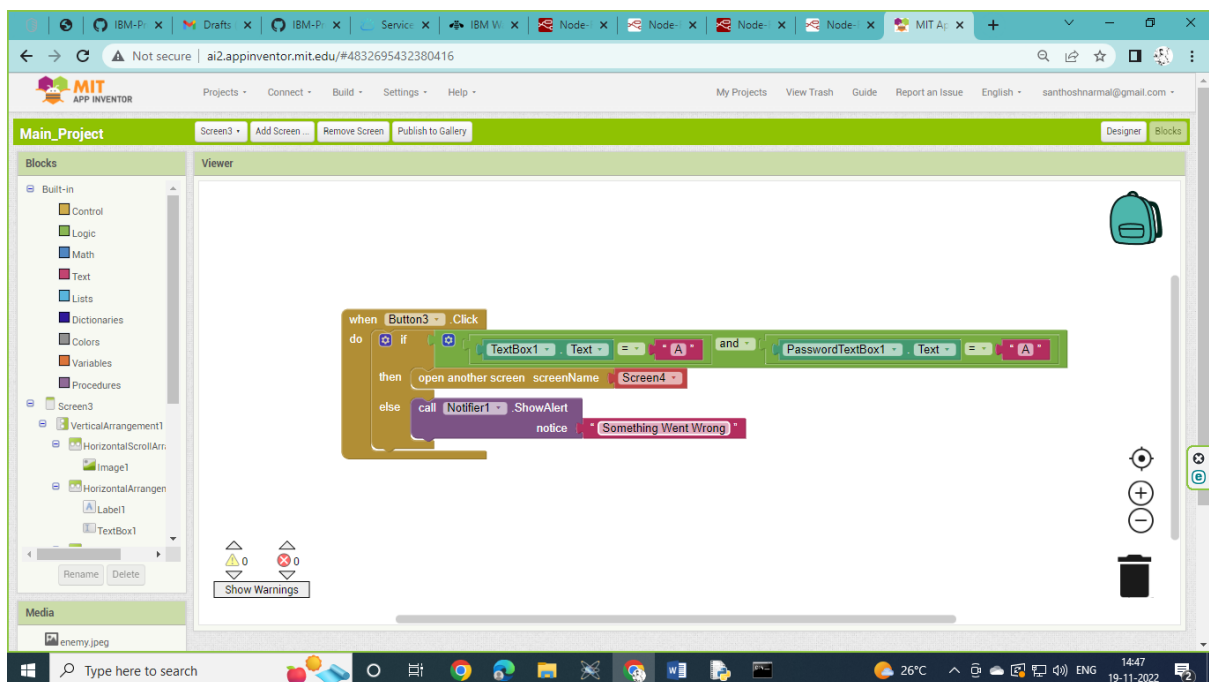 IBM-P
Drafts
IBM-P
Service
IBM W
Node-
Node-
Node-
Node-
MIT Ap
Not secure
ai2.appinventor.mit.edu/#4832695432380416
MIT
APP INVENTOR
Projects
Connect
Build
Settings
Help
My Projects
View Trash
Guide
Report an Issue
English
santhoshnarmal@gmail.com
Main_Project
Screen3
Add Screen ...
Remove Screen
Publish to Gallery
Designer
Blocks
Blocks
Viewer
Built-in
Control
Logic
Math
Text
Lists
Dictionaries
Colors
Variables
Procedures
Screen3
VerticalArrangement1
HorizontalScrollArr
Image1
HorizontalArrangen
Label1
TextBox1
Rename
Delete
Media
enemy.jpeg
when Button3 .Click
do if TextBox1 . Text = " A " and PasswordTextBox1 . Text = " A "
then open another screen screenName Screen4
else call Notifier1 .ShowAlert
notice " Something Went Wrong "
0 0
Show Warnings
Type here to search
26°C
ENG
14:47
19-11-2022